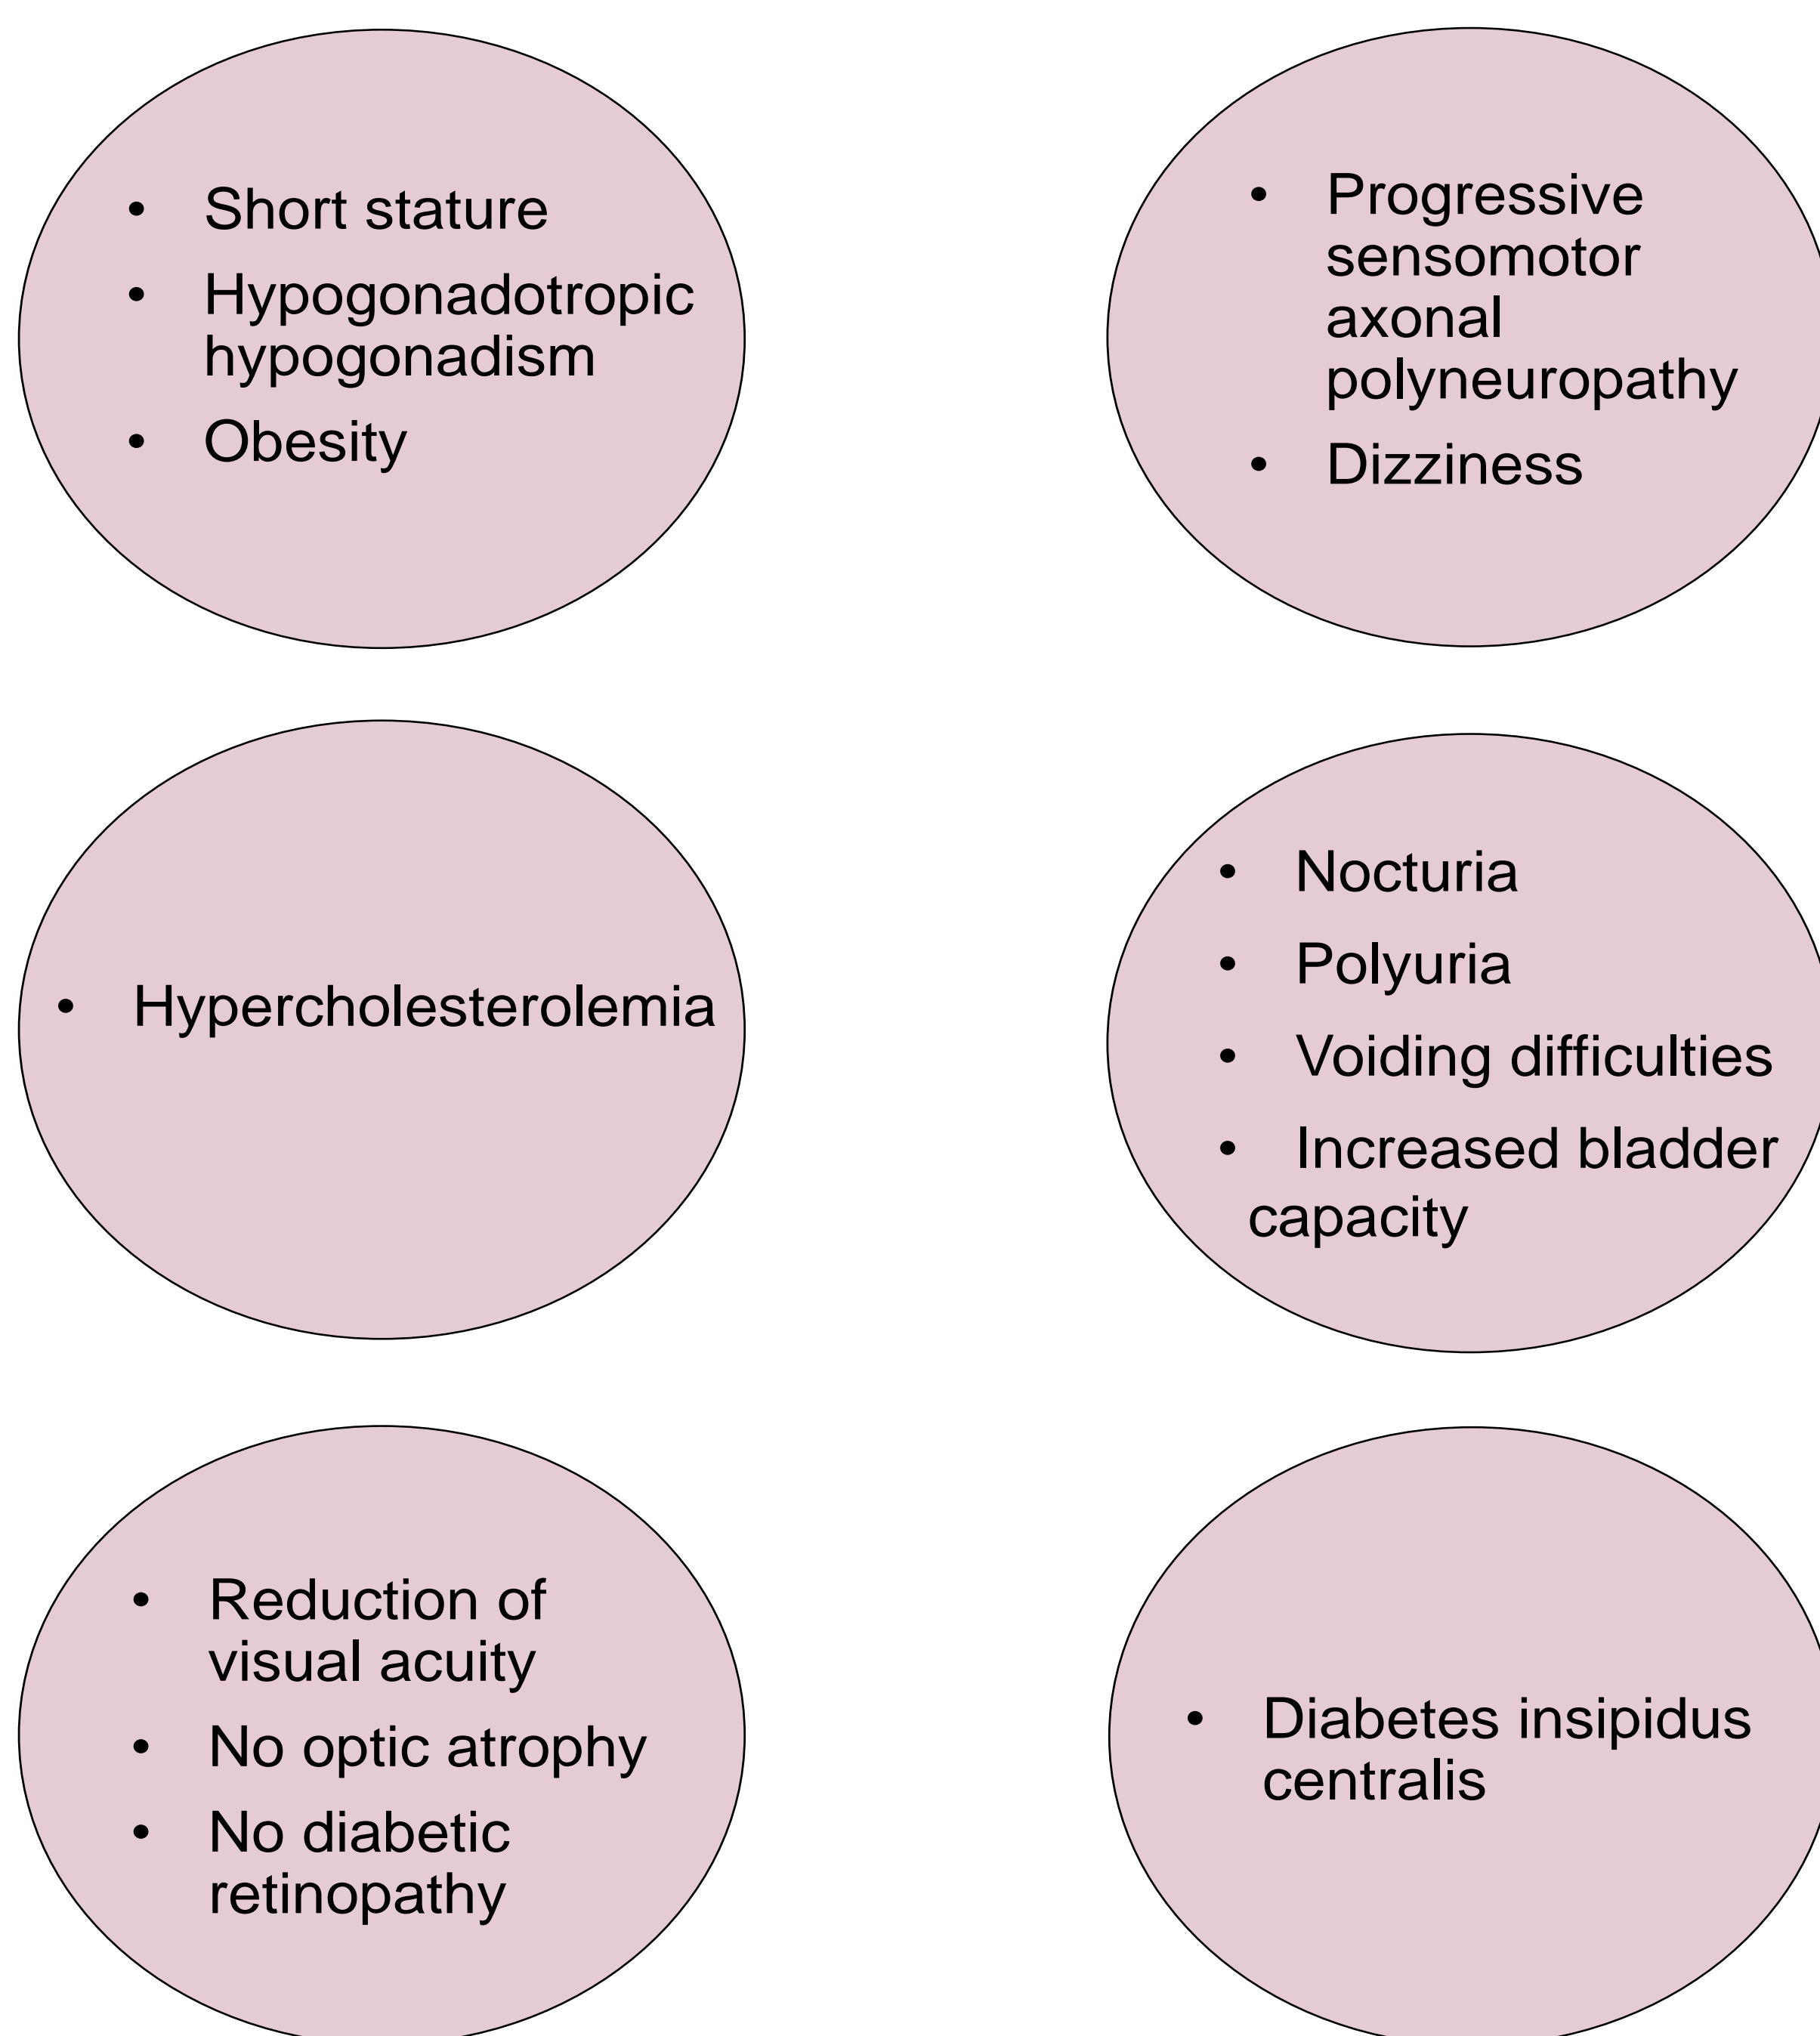 • Short stature
• Hypogonadotropic
hypogonadism
• Obesity
• Progressive
sensomotor
axonal
polyneuropathy
• Dizziness
• Hypercholesterolemia
• Nocturia
• Polyuria
• Voiding difficulties
• Increased bladder
capacity
• Reduction of
visual acuity
• No optic atrophy
• No diabetic
retinopathy
• Diabetes insipidus
centralis